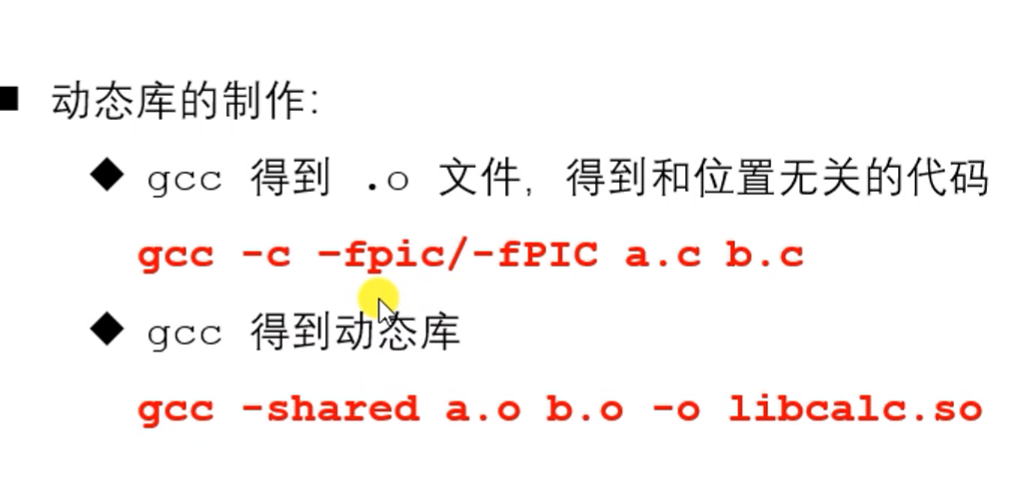 ■ 动态库的制作:
◆ gcc 得到 .o 文件，得到和位置无关的代码
gcc -c –fpic/-fPIC a.c b.c
◆ gcc 得到动态库
gcc -shared a.o b.o -o libcalc.so